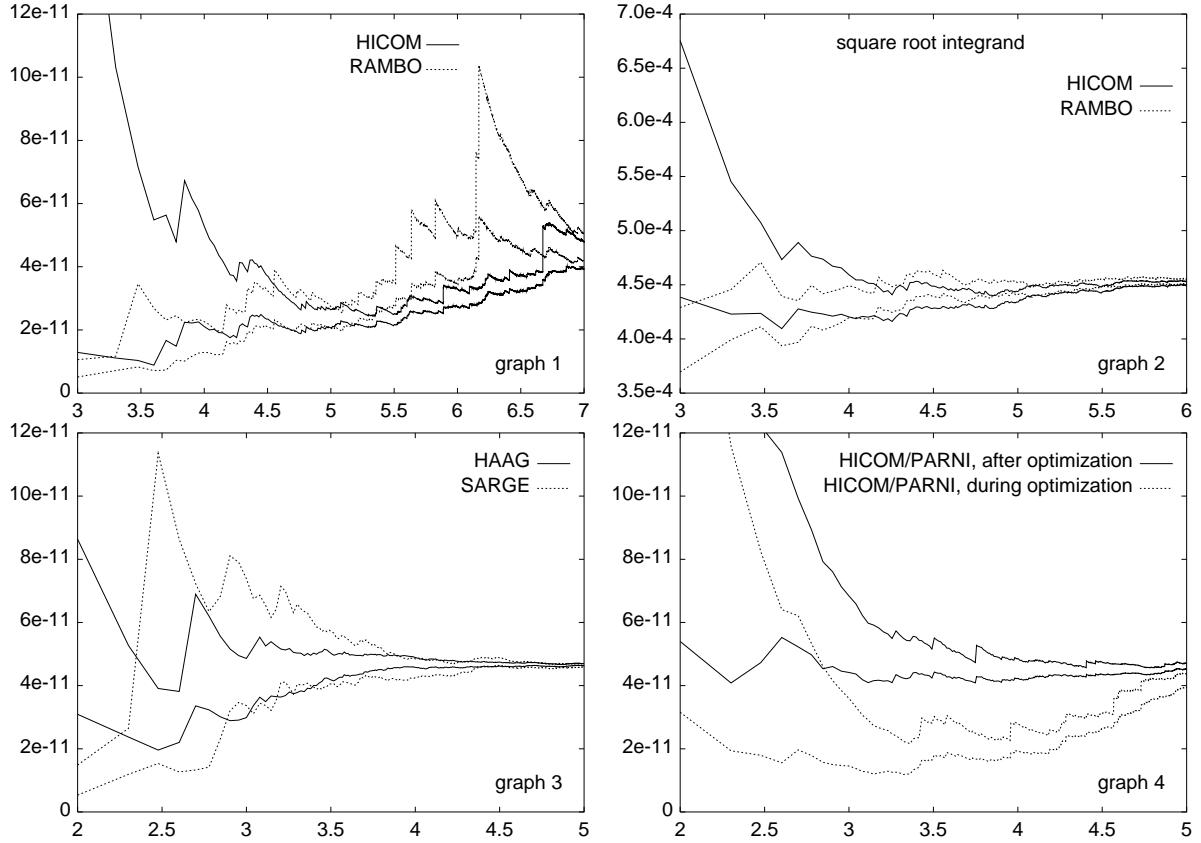 12e-11
10e-11
8e-11
6e-11
4e-11
2e-11
0
HICOM
RAMBO
graph 1
3 3.5 4 4.5 5 5.5 6 6.5 7
7.0e-4
6.5e-4
6.0e-4
5.5e-4
5.0e-4
4.5e-4
4.0e-4
3.5e-4
square root integrand
HICOM
RAMBO
graph 2
3 3.5 4 4.5 5 5.5 6
12e-11
10e-11
8e-11
6e-11
4e-11
2e-11
0
HAAG
SARGE
graph 3
2 2.5 3 3.5 4 4.5 5
12e-11
10e-11
8e-11
6e-11
4e-11
2e-11
0
HICOM/PARNI, after optimization
HICOM/PARNI, during optimization
graph 4
2 2.5 3 3.5 4 4.5 5